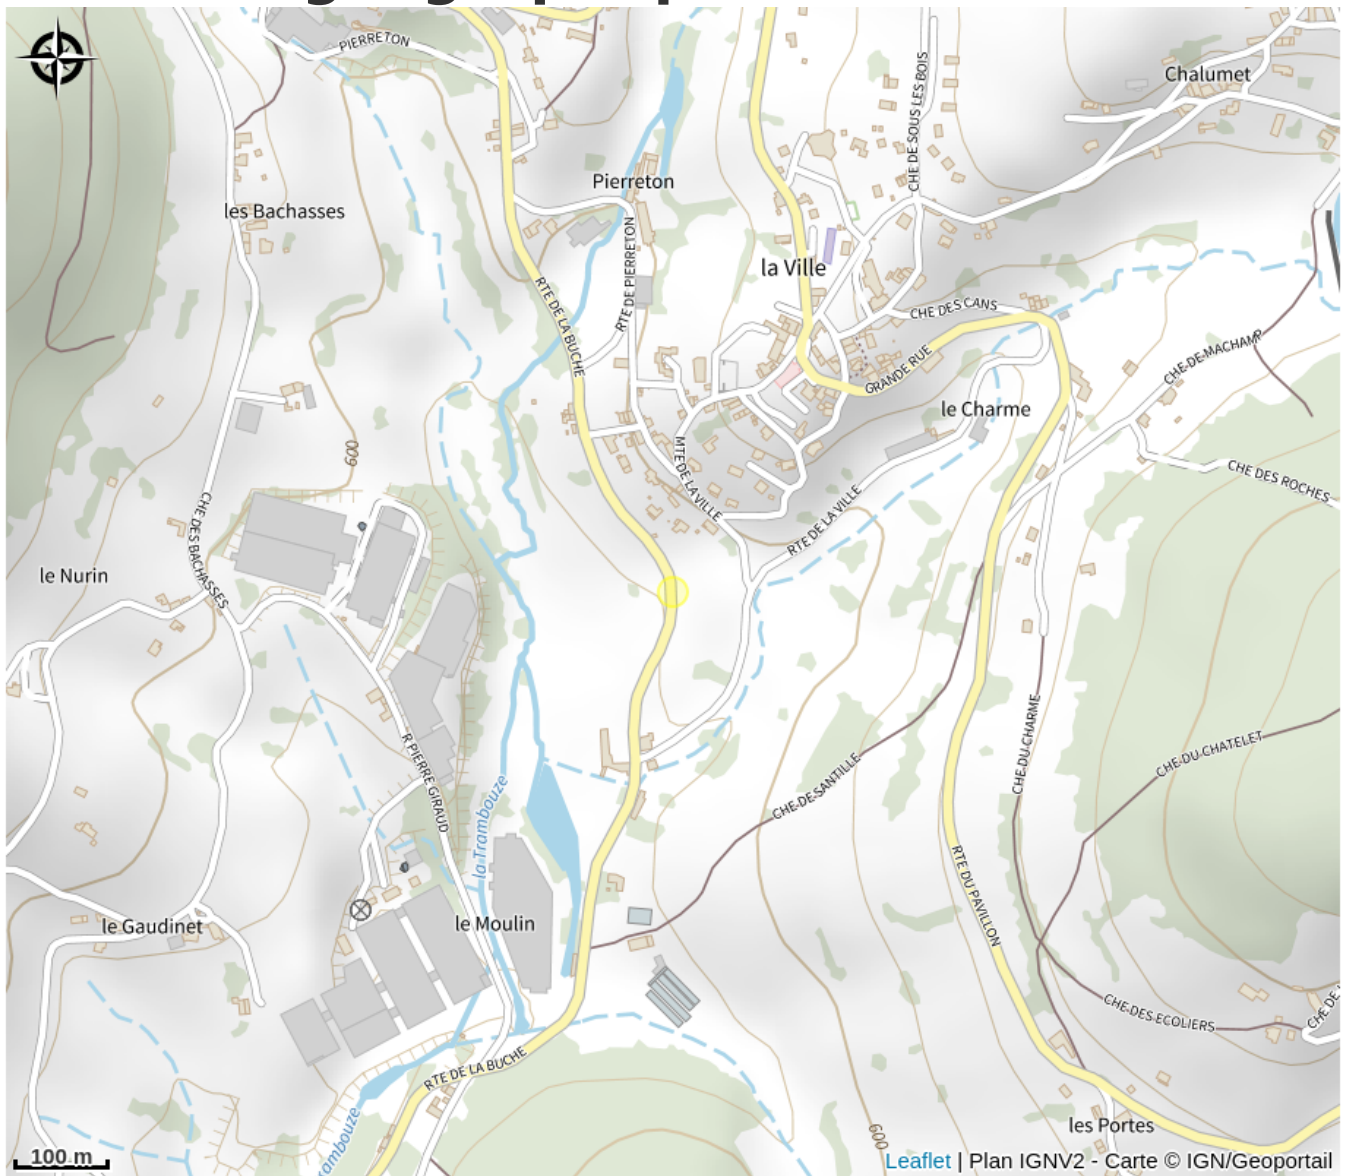 PIERRETON
Chalumet
CHE DE SOUS LES BOIS
Pierreton
les Bachasses
RTE DE PIERRETON
la Ville
RTE DE LA BUCHE
CHE DES CANS
GRANDE RUE
CHE DE MACHAMP
le Charme
609
MTE DE LA VILLE
CHE DES ROCHES
CHE DES BACHASSES
RTE DE LA VILLE
le Nurin
CHE DU CHARME
CHE DU CHATELET
R PIERRE GIRAUD
CHE DE SANTILLE
la Trambouze
RTE DU PAVILLON
le Gaudinet
le Moulin
CHE DES ECOLIERS
CHE DE
RTE DE LA BUCHE
rambouze
600
les Portes
100 m
Leaflet | Plan IGNV2 - Carte © IGN/Geoportail